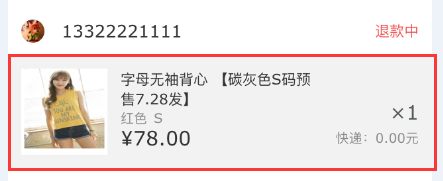 13322221111 退款中
字母无袖背心 【碳灰色S码预
售7.28发】
红色 S
×1
¥78.00
快递：0.00元